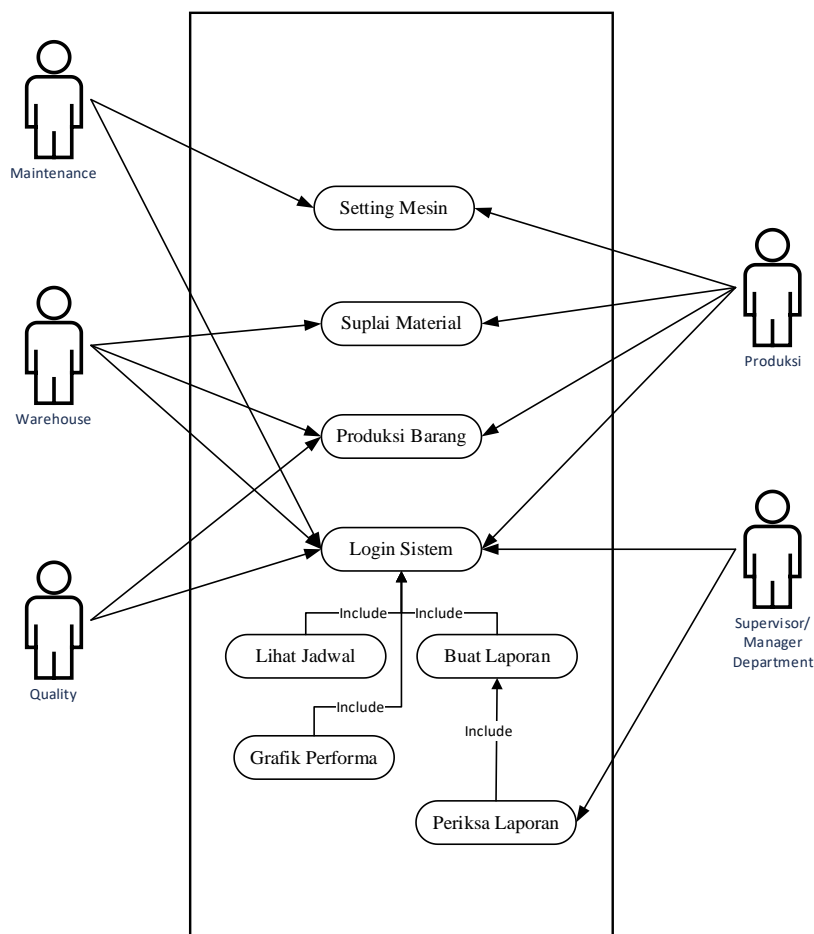 Maintenance
Setting Mesin
Suplai Material
Produksi
Warehouse
Produksi Barang
Login Sistem
Include
Include
Supervisor/
Manager
Department
Lihat Jadwal
Buat Laporan
Quality
Include
Include
Grafik Performa
Periksa Laporan